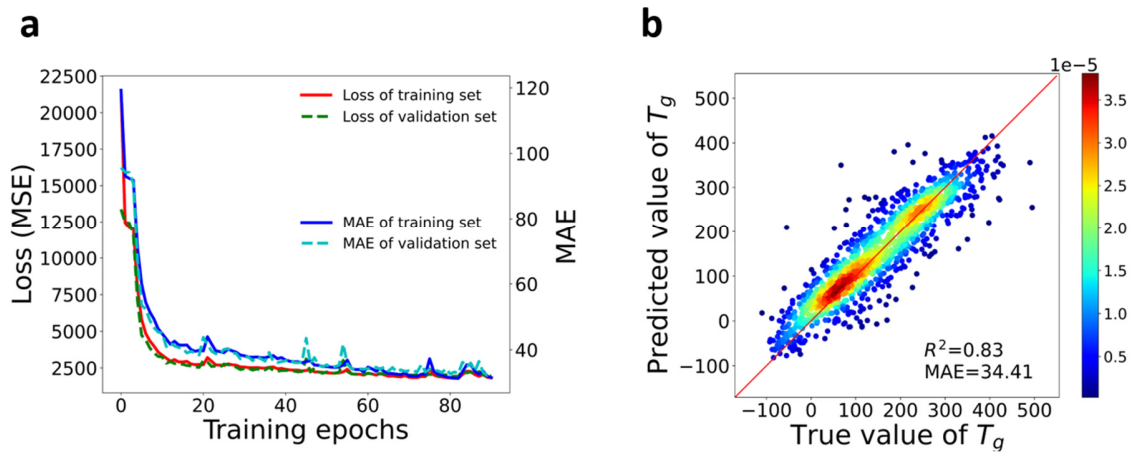 a
22500
20000
17500
15000
12500
10000
7500
5000
2500
Loss (MSE)
0
20
40
60
80
Training epochs
120
100
80
60
40
MAE
Loss of training set
Loss of validation set
MAE of training set
MAE of validation set
b
500
400
300
200
100
0
−100
Predicted value of Tg
−100 0 100 200 300 400 500
True value of Tg
R²=0.83
MAE=34.41
1e−5
3.5
3.0
2.5
2.0
1.5
1.0
0.5